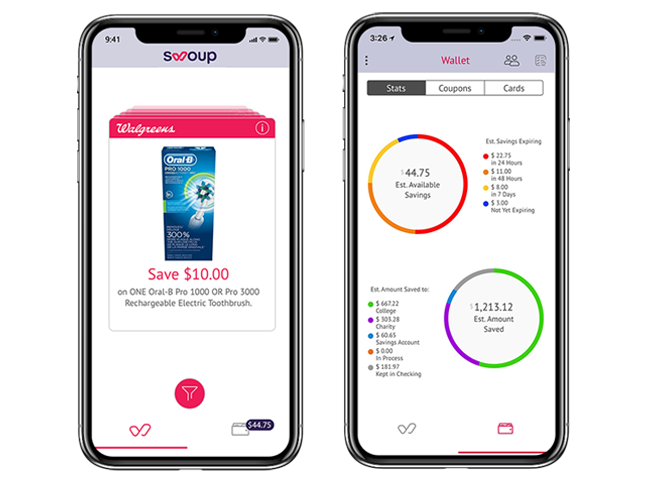 9:41
swoup
Walgreens
Oral-B
PRO 1000
300%
Save $10.00
on ONE Oral-B Pro 1000 OR Pro 3000
Rechargeable Electric Toothbrush.
$44.75
3:26
Wallet
Stats
Coupons
Cards
$44.75
Est. Available
Savings
Est. Savings Expiring
$ 22.75
in 24 Hours
$ 11.00
in 48 Hours
$ 8.00
in 7 Days
$ 3.00
Not Yet Expiring
Est. Amount Saved to:
$ 667.22
College
$ 303.28
Charity
$ 60.65
Savings Account
$ 0.00
In Process
$ 181.97
Kept in Checking
$1,213.12
Est. Amount
Saved